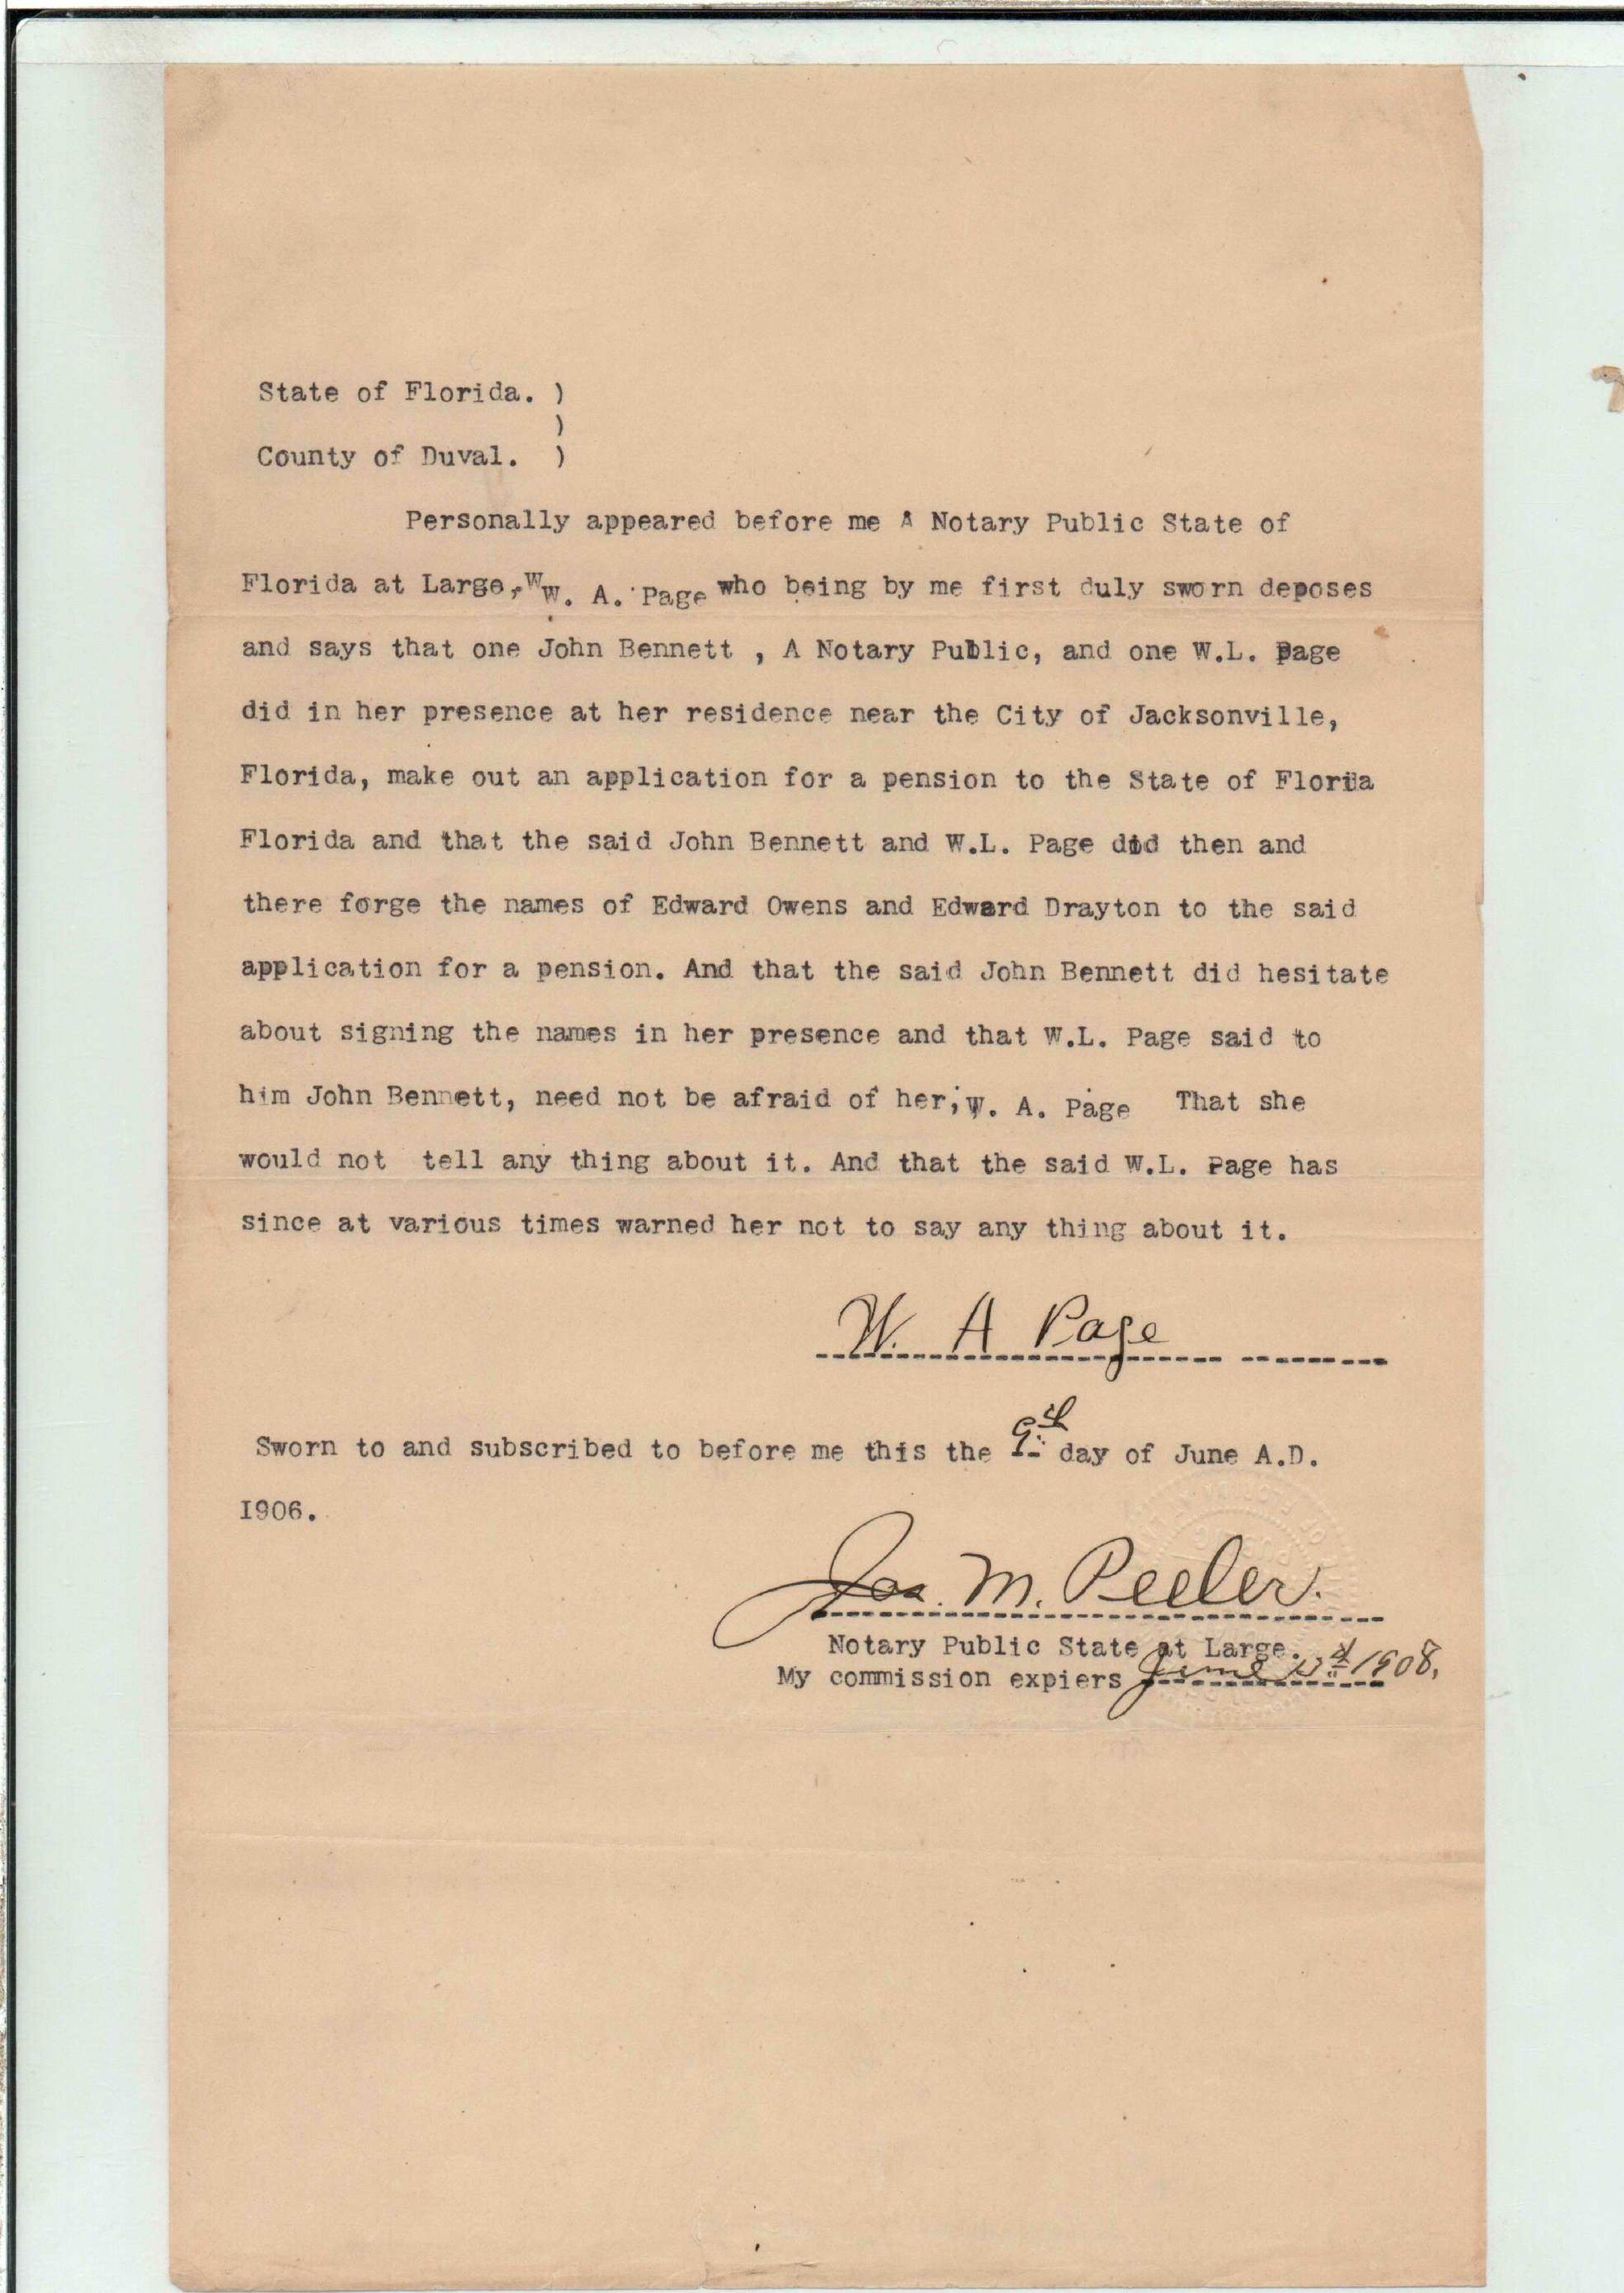 State of Florida. )
)
County of Duval. )
Personally appeared before me A Notary Public State of
Florida at Large, W W. A. Page who being by me first duly sworn deposes
and says that one John Bennett , A Notary Public, and one W.L. Page
did in her presence at her residence near the City of Jacksonville,
Florida, make out an application for a pension to the State of Florida
Florida and that the said John Bennett and W.L. Page did then and
there forge the names of Edward Owens and Edward Drayton to the said
application for a pension. And that the said John Bennett did hesitate
about signing the names in her presence and that W.L. Page said to
him John Bennett, need not be afraid of her; W. A. Page That she
would not tell any thing about it. And that the said W.L. Page has
since at various times warned her not to say any thing about it.
W. A Page
Sworn to and subscribed to before me this the 9th day of June A.D.
1906.
Jos. M. Peeler.
Notary Public State at Large.
My commission expiers June 1908.